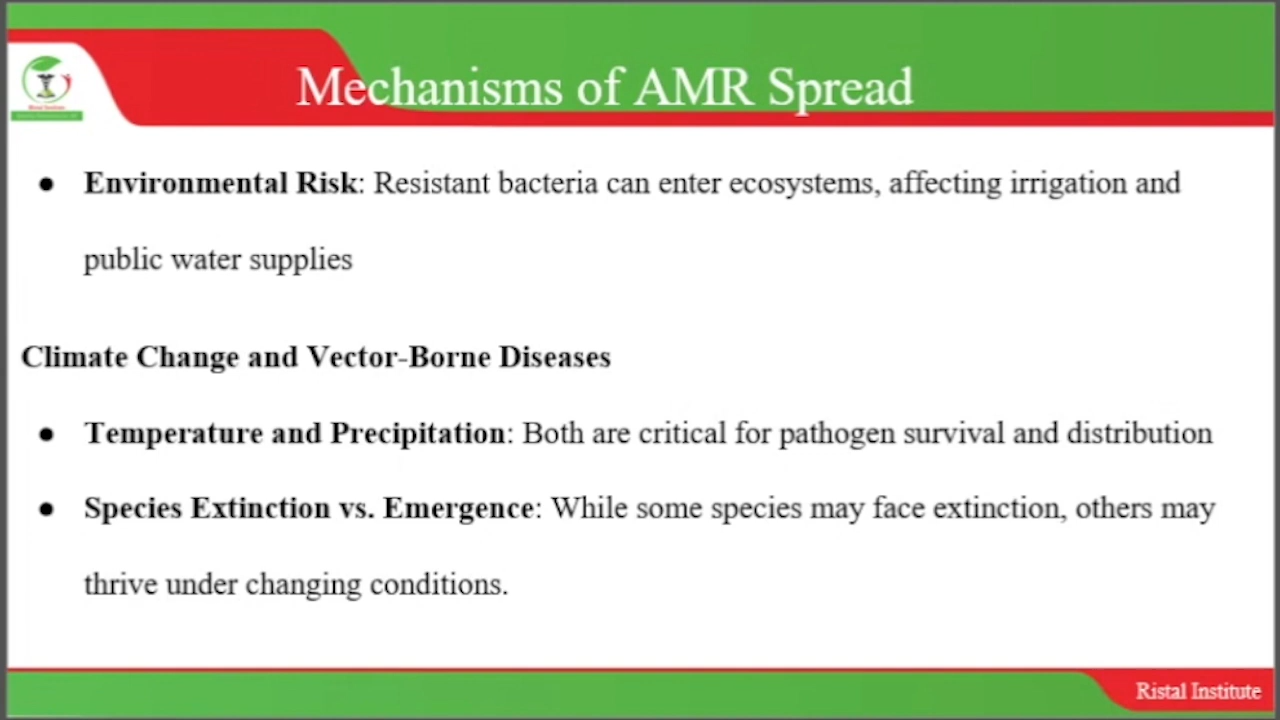 Mechanisms of AMR Spread
● Environmental Risk: Resistant bacteria can enter ecosystems, affecting irrigation and
public water supplies
Climate Change and Vector-Borne Diseases
● Temperature and Precipitation: Both are critical for pathogen survival and distribution
● Species Extinction vs. Emergence: While some species may face extinction, others may
thrive under changing conditions.
Ristal Institute